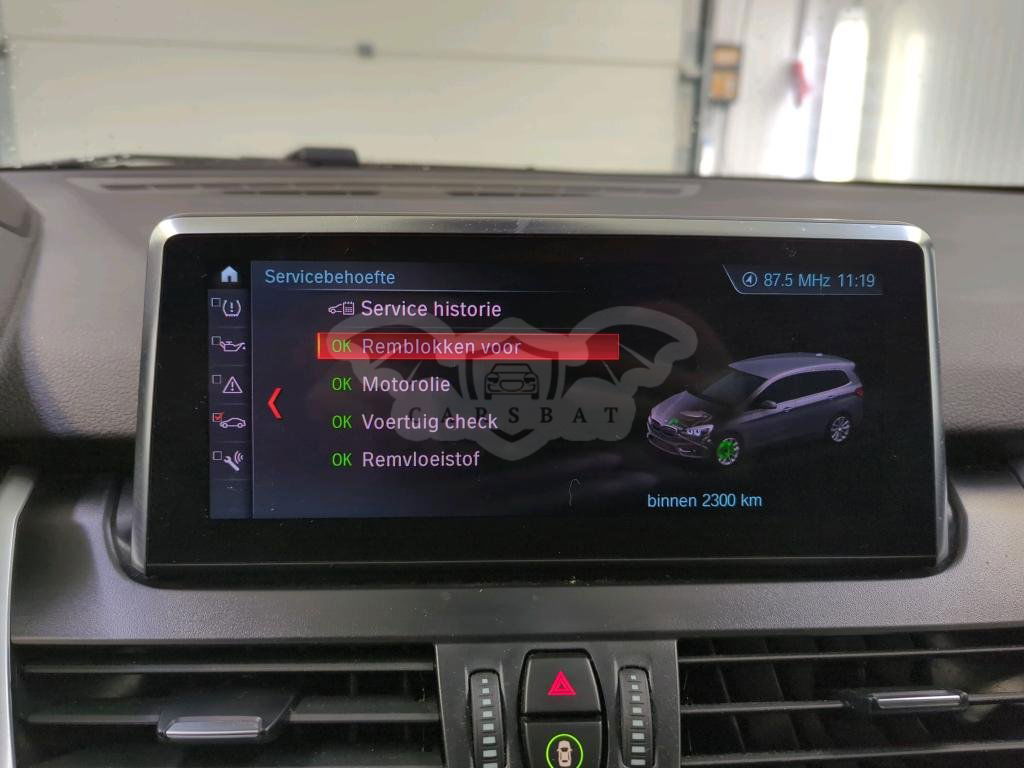 Servicebehoefte
87.5 MHz 11:19
Service historie
OK Remblokken voor
OK Motorolie
OK Voertuig check
OK Remvloeistof
binnen 2300 km
CARSBAT